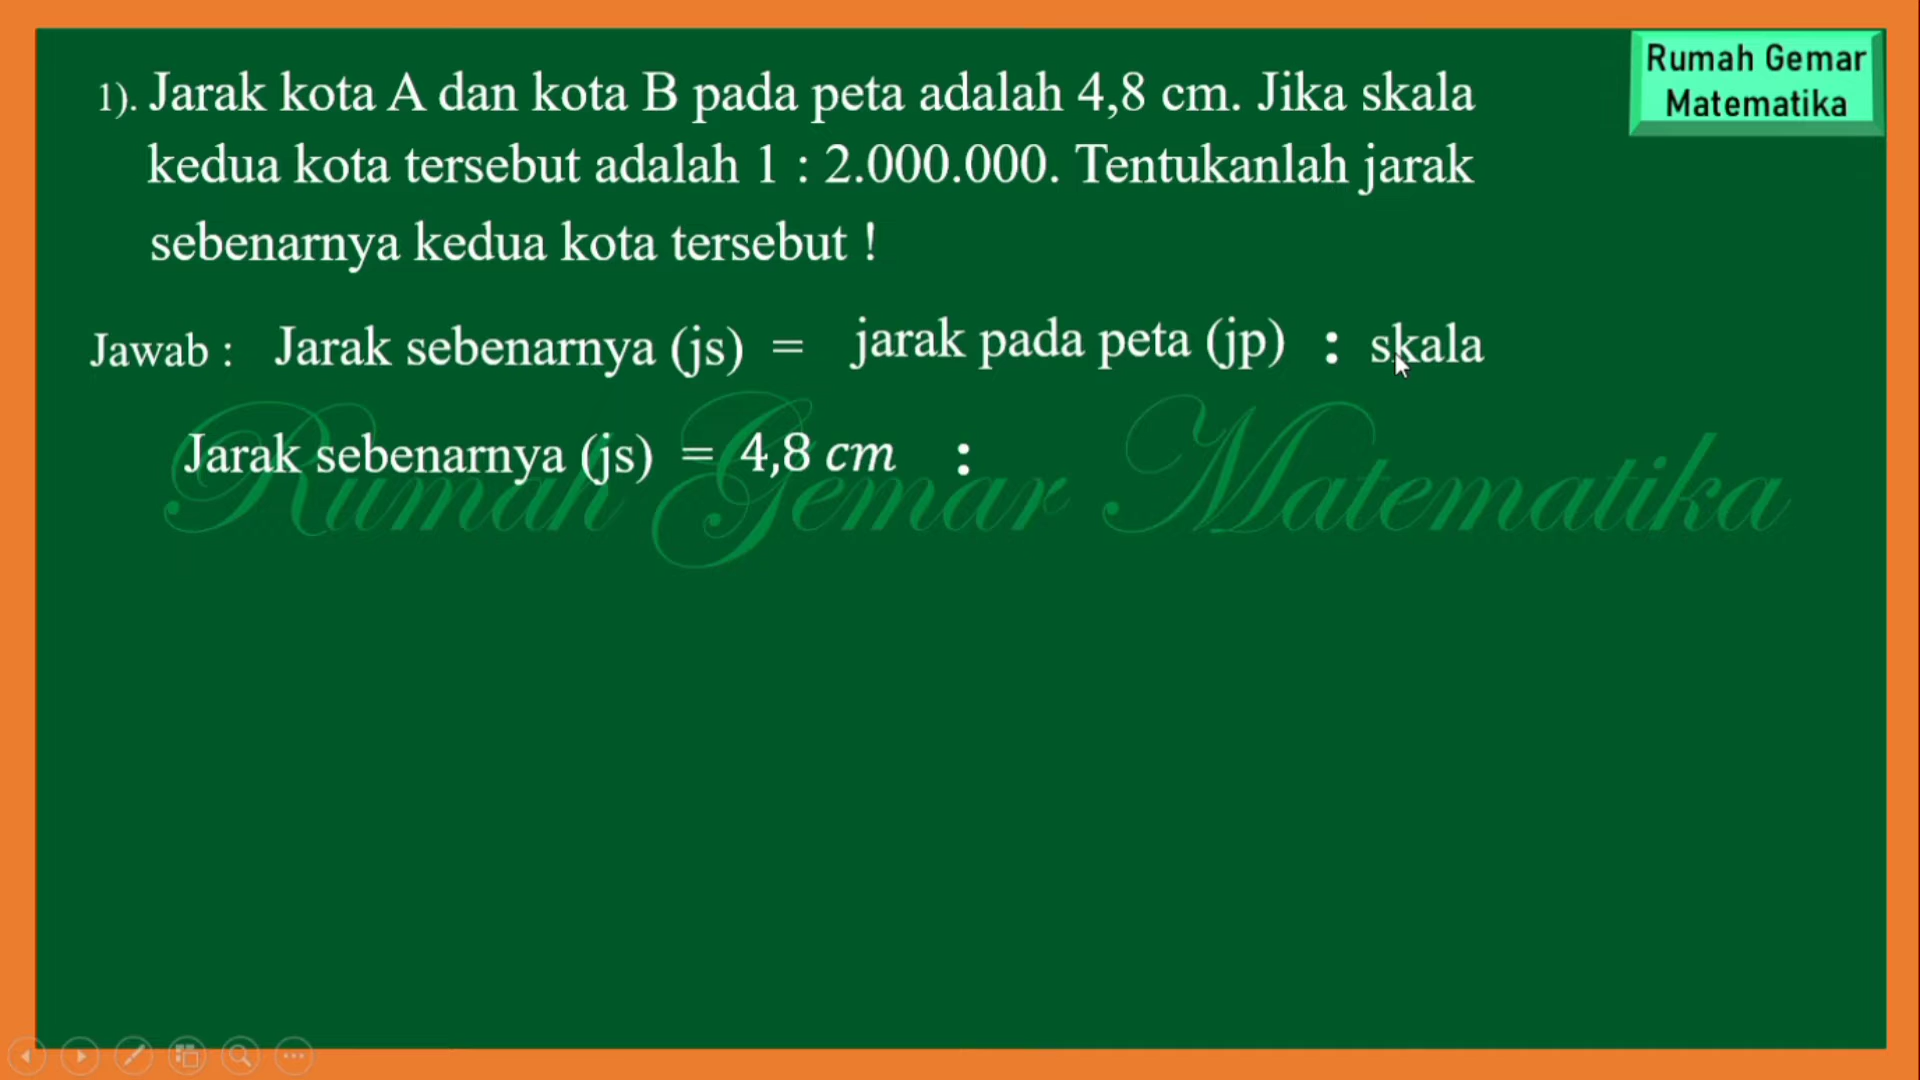 Rumah Gemar
Matematika
1). Jarak kota A dan kota B pada peta adalah 4,8 cm. Jika skala
kedua kota tersebut adalah 1 : 2.000.000. Tentukanlah jarak
sebenarnya kedua kota tersebut !
Jawab : Jarak sebenarnya (js) = jarak pada peta (jp) : skala
Jarak sebenarnya (js) = 4,8 cm :
Rumah Gemar Matematika